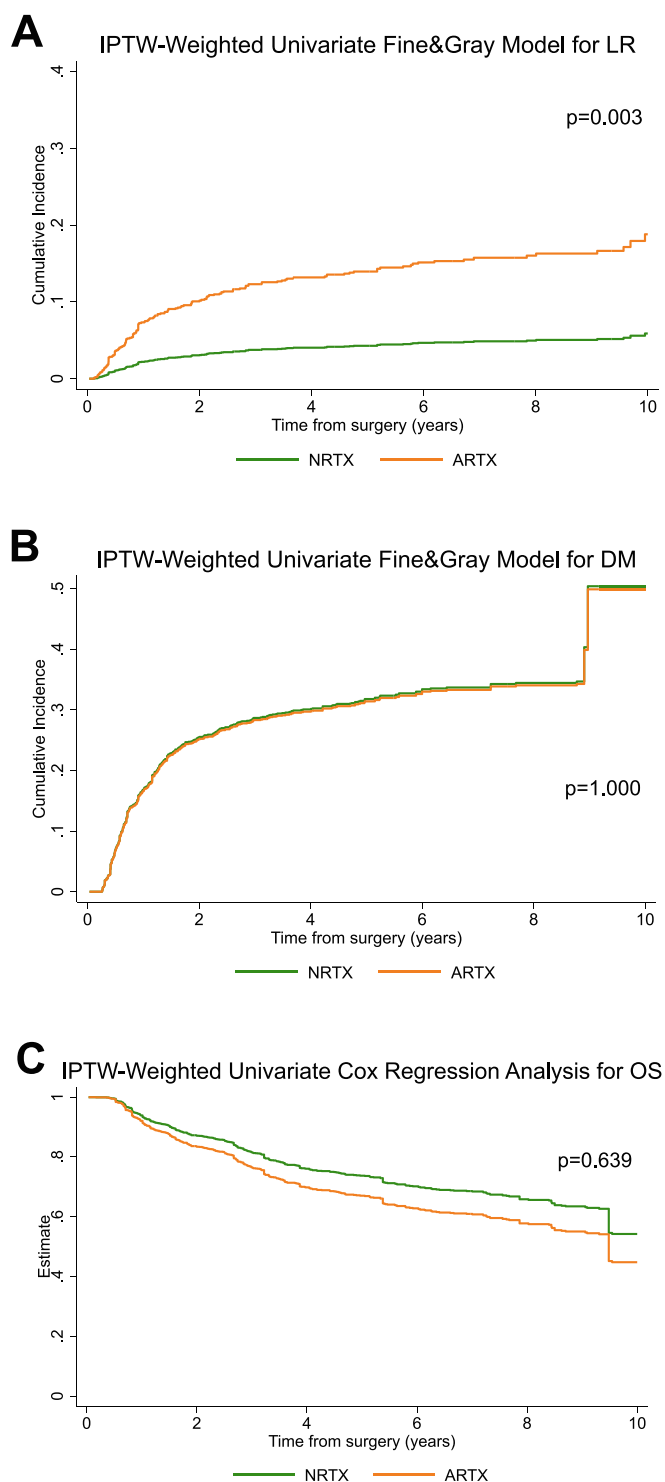 A
IPTW-Weighted Univariate Fine&Gray Model for LR
.4
p=0.003
.3
Cumulative Incidence
.2
.1
0
0 2 4 6 8 10
Time from surgery (years)
NRTX ARTX
B
IPTW-Weighted Univariate Fine&Gray Model for DM
.5
.4
.3
Cumulative Incidence
.2
p=1.000
.1
0
0 2 4 6 8 10
Time from surgery (years)
NRTX ARTX
C
IPTW-Weighted Univariate Cox Regression Analysis for OS
1
p=0.639
.8
.6
Estimate
.4
.2
0
0 2 4 6 8 10
Time from surgery (years)
NRTX ARTX